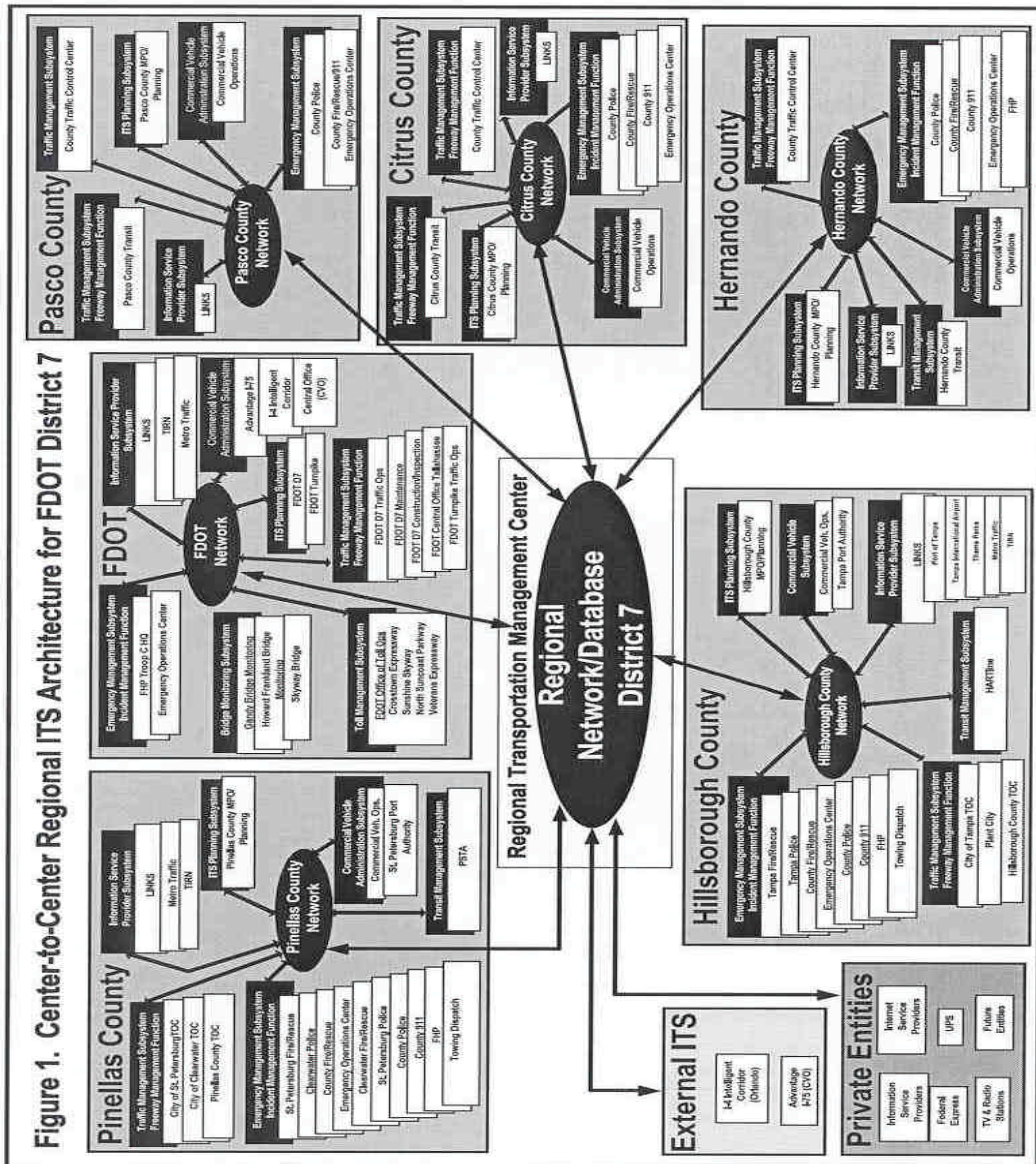 Figure 1. Center-to-Center Regional ITS Architecture for FDOT District 7
Pinellas County
Traffic Management Subsystem
Freeway Management Function
City of St. Petersburg TOC
City of Clearwater TOC
Pinellas County TOC
Information Service
Provider Subsystem
LINKS
Metro Traffic
TIRN
ITS Planning Subsystem
Pinellas County MPO/
Planning
Pinellas County
Network
Commercial Vehicle
Administration Subsystem
Commercial Veh. Ops.
St. Petersburg Port
Authority
Transit Management Subsystem
PSTA
Emergency Management Subsystem
Incident Management Function
St. Petersburg Fire/Rescue
Clearwater Police
County Fire/Rescue
Emergency Operations Center
Clearwater Fire/Rescue
St. Petersburg Police
County Police
County 911
FHP
Towing Dispatch
FDOT
Emergency Management Subsystem
Incident Management Function
FHP Troop C HQ
Emergency Operations Center
Information Service Provider
Subsystem
LINKS
TIRN
Metro Traffic
FDOT
Network
Commercial Vehicle
Administration Subsystem
Advantage I-75
I-4 Intelligent
Corridor
Central Office
(CVO)
ITS Planning Subsystem
FDOT D7
FDOT Turnpike
Bridge Monitoring Subsystem
Gandy Bridge Monitoring
Howard Frankland Bridge
Monitoring
Skyway Bridge
Traffic Management Subsystem
Freeway Management Function
FDOT D7 Traffic Ops
FDOT D7 Maintenance
FDOT D7 Construction/Inspection
FDOT Central Office Tallahassee
FDOT Turnpike Traffic Ops
Toll Management Subsystem
FDOT Office of Toll Ops
Crosstown Expressway
Sunshine Skyway
North Suncoast Parkway
Veterans Expressway
Pasco County
Traffic Management Subsystem
Freeway Management Function
Pasco County Transit
Traffic Management Subsystem
County Traffic Control Center
ITS Planning Subsystem
Pasco County MPO/
Planning
Information Service
Provider Subsystem
LINKS
Pasco County
Network
Commercial Vehicle
Administration Subsystem
Commercial Vehicle
Operations
Emergency Management Subsystem
County Police
County Fire/Rescue/911
Emergency Operations Center
Citrus County
Traffic Management Subsystem
Freeway Management Function
Citrus County Transit
Traffic Management Subsystem
Freeway Management Function
County Traffic Control Center
ITS Planning Subsystem
Citrus County MPO/
Planning
Information Service
Provider Subsystem
LINKS
Citrus County
Network
Commercial Vehicle
Administration Subsystem
Commercial Vehicle
Operations
Emergency Management Subsystem
Incident Management Function
County Police
County Fire/Rescue
County 911
Emergency Operations Center
Hernando County
Traffic Management Subsystem
Freeway Management Function
County Traffic Control Center
ITS Planning Subsystem
Hernando County MPO/
Planning
Hernando County
Network
Information Service
Provider Subsystem
LINKS
Transit Management
Subsystem
Hernando County
Transit
Commercial Vehicle
Administration Subsystem
Commercial Vehicle
Operations
Emergency Management Subsystem
Incident Management Function
County Police
County Fire/Rescue
County 911
Emergency Operations Center
FHP
Regional Transportation Management Center
Regional
Network/Database
District 7
External ITS
I-4 Intelligent
Corridor
(Orlando)
Advantage
I-75 (CVO)
Private Entities
Information
Service
Providers
Internet
Service
Providers
Federal
Express
UPS
TV & Radio
Stations
Future
Entities
Hillsborough County
Emergency Management Subsystem
Incident Management Function
Tampa Fire/Rescue
Tampa Police
County Fire/Rescue
Emergency Operations Center
County Police
County 911
FHP
Towing Dispatch
ITS Planning Subsystem
Hillsborough County
MPO/Planning
Commercial Vehicle
Subsystem
Commercial Veh. Ops.
Tampa Port Authority
Hillsborough County
Network
Information Service
Provider Subsystem
LINKS
Port of Tampa
Tampa International Airport
Theme Parks
Metro Traffic
TIRN
Traffic Management Subsystem
Freeway Management Function
City of Tampa TOC
Plant City
Hillsborough County TOC
Transit Management Subsystem
HARTline